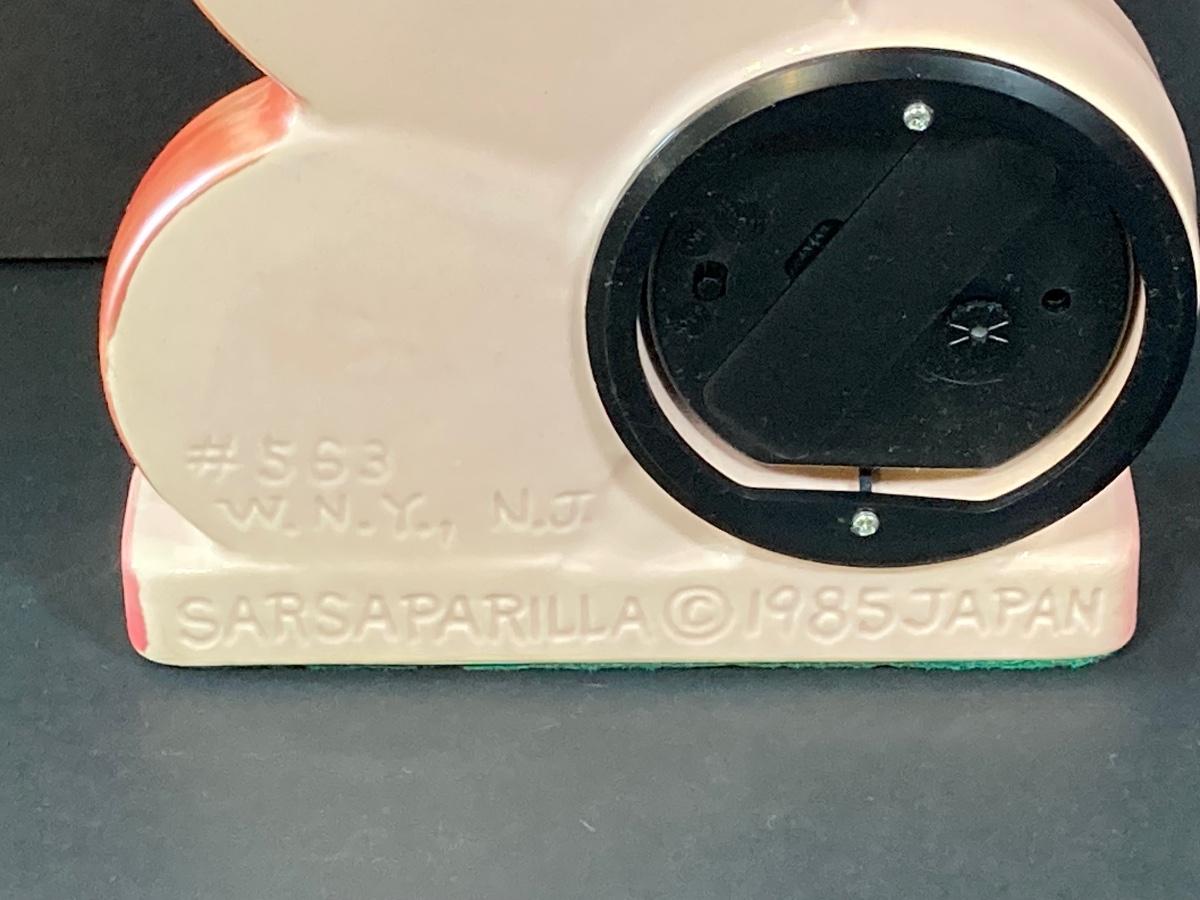 #563
W.N.Y., N.J.
SARSAPARILLA © 1985 JAPAN